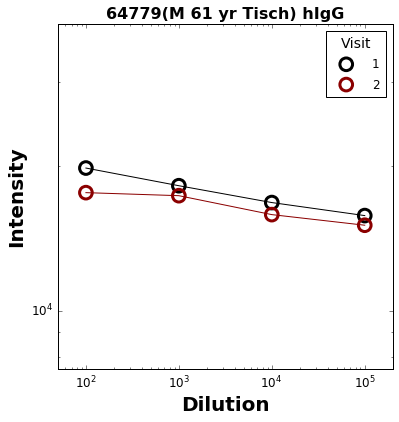 64779(M 61 yr Tisch) hIgG
Visit
1
2
Intensity
10⁴
10² 10³ 10⁴ 10⁵
Dilution